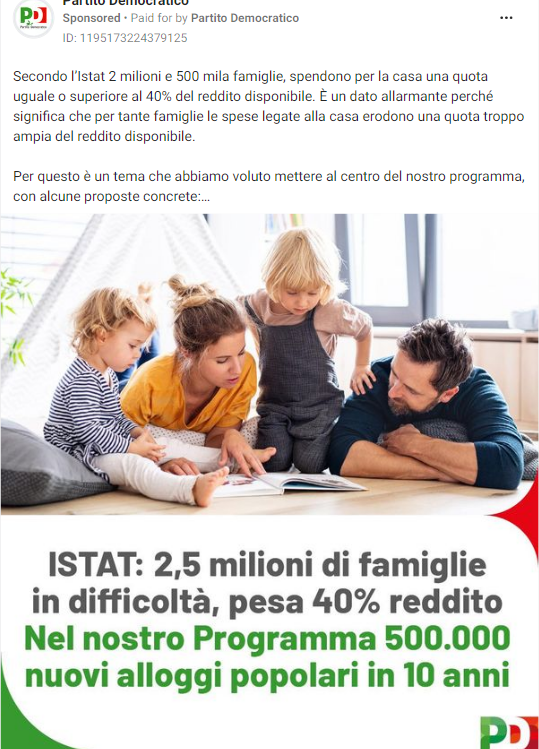 Partito Democratico
PD
Partito Democratico
Sponsored • Paid for by Partito Democratico
ID: 1195173224379125
Secondo l'Istat 2 milioni e 500 mila famiglie, spendono per la casa una quota
uguale o superiore al 40% del reddito disponibile. È un dato allarmante perché
significa che per tante famiglie le spese legate alla casa erodono una quota troppo
ampia del reddito disponibile.
Per questo è un tema che abbiamo voluto mettere al centro del nostro programma,
con alcune proposte concrete:...
ISTAT: 2,5 milioni di famiglie
in difficoltà, pesa 40% reddito
Nel nostro Programma 500.000
nuovi alloggi popolari in 10 anni
PD